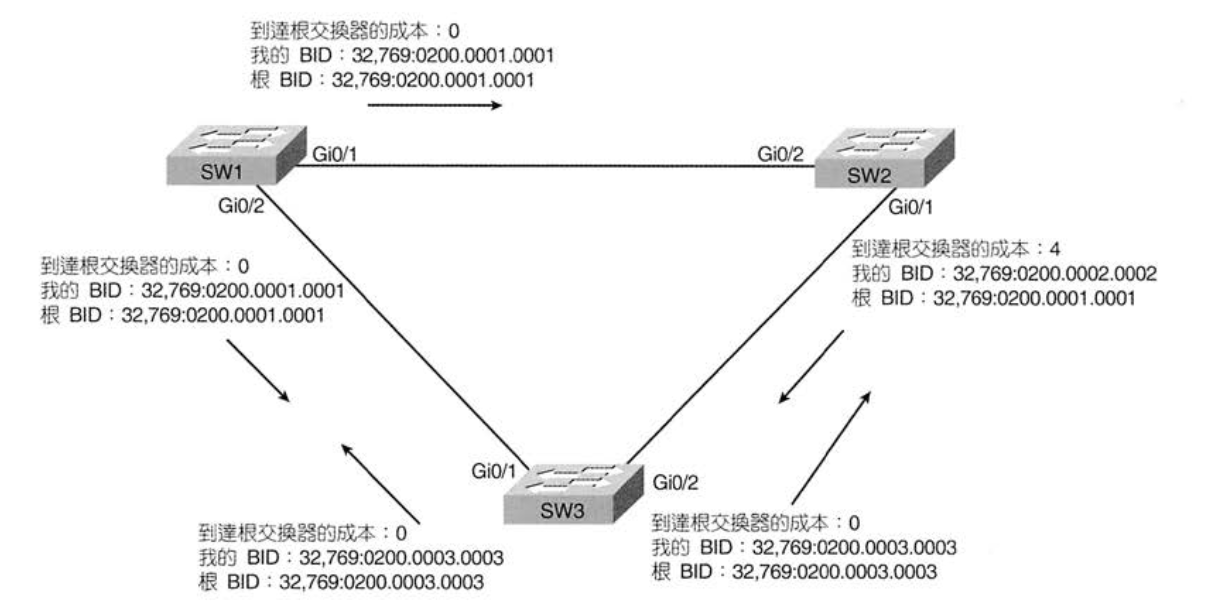 到達根交換器的成本：0
我的 BID：32,769:0200.0001.0001
根 BID：32,769:0200.0001.0001
Gi0/1
Gi0/2
SW1
SW2
Gi0/2
Gi0/1
到達根交換器的成本：0
我的 BID：32,769:0200.0001.0001
根 BID：32,769:0200.0001.0001
到達根交換器的成本：4
我的 BID：32,769:0200.0002.0002
根 BID：32,769:0200.0001.0001
Gi0/1
Gi0/2
SW3
到達根交換器的成本：0
我的 BID：32,769:0200.0003.0003
根 BID：32,769:0200.0003.0003
到達根交換器的成本：0
我的 BID：32,769:0200.0003.0003
根 BID：32,769:0200.0003.0003